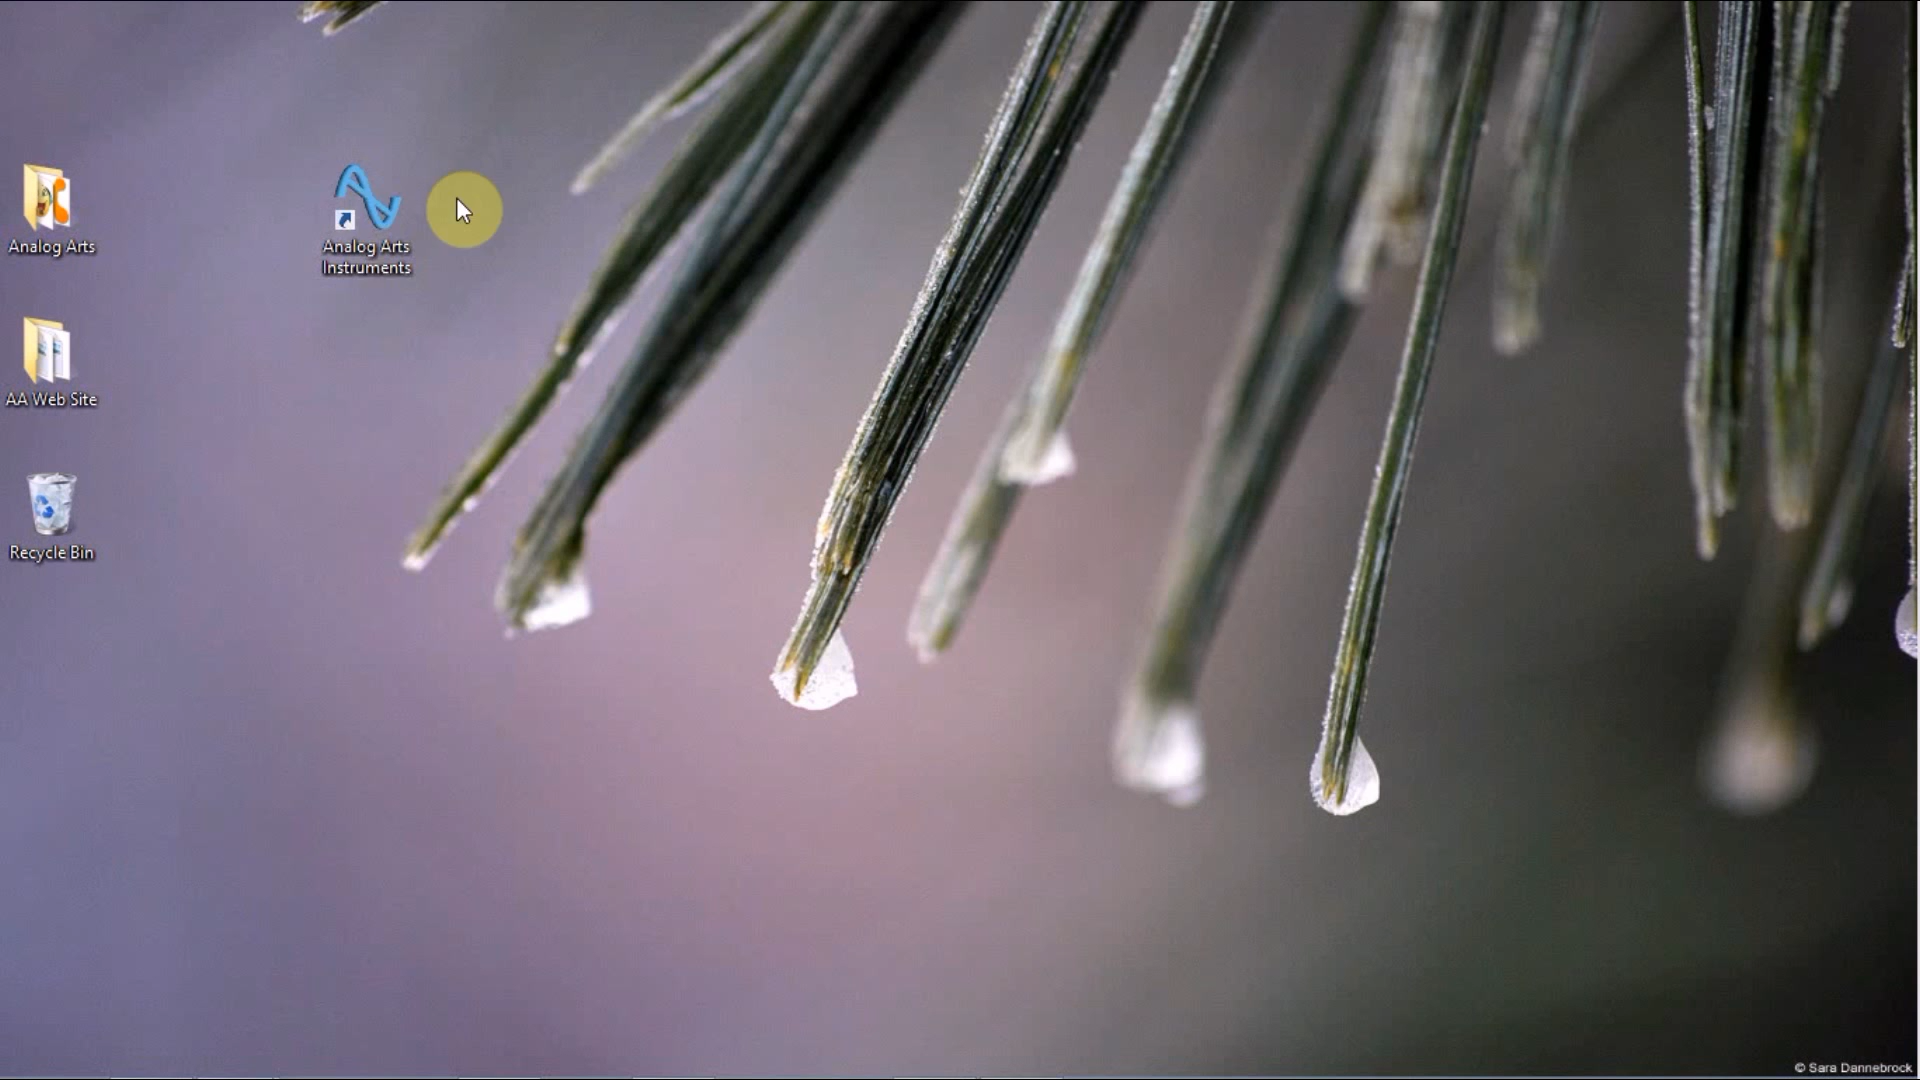 Analog Arts
Analog Arts
Instruments
AA Web Site
Recycle Bin
© Sara Dannebrock